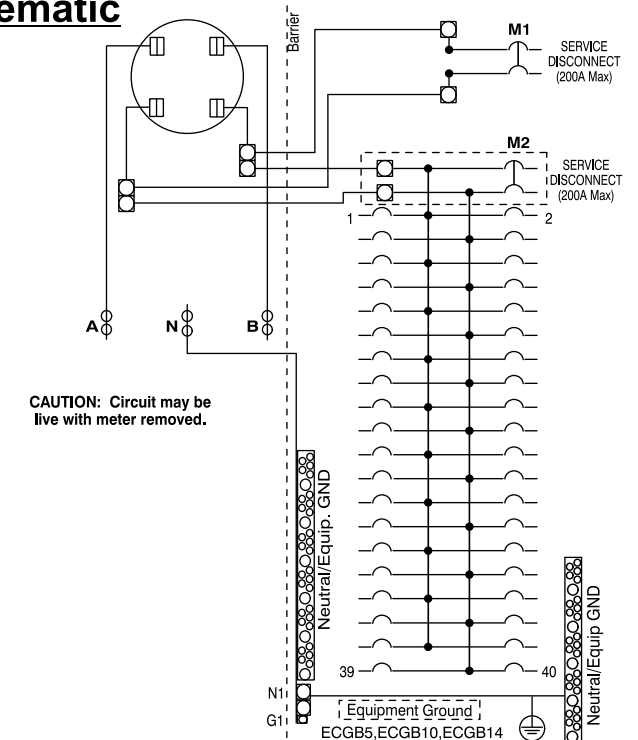 ematic
Barrier
M1
SERVICE
DISCONNECT
(200A Max)
M2
SERVICE
DISCONNECT
(200A Max)
1
2
A
N
B
CAUTION: Circuit may be
live with meter removed.
Neutral/Equip. GND
Neutral/Equip GND
39
40
N1
G1
Equipment Ground
ECGB5,ECGB10,ECGB14